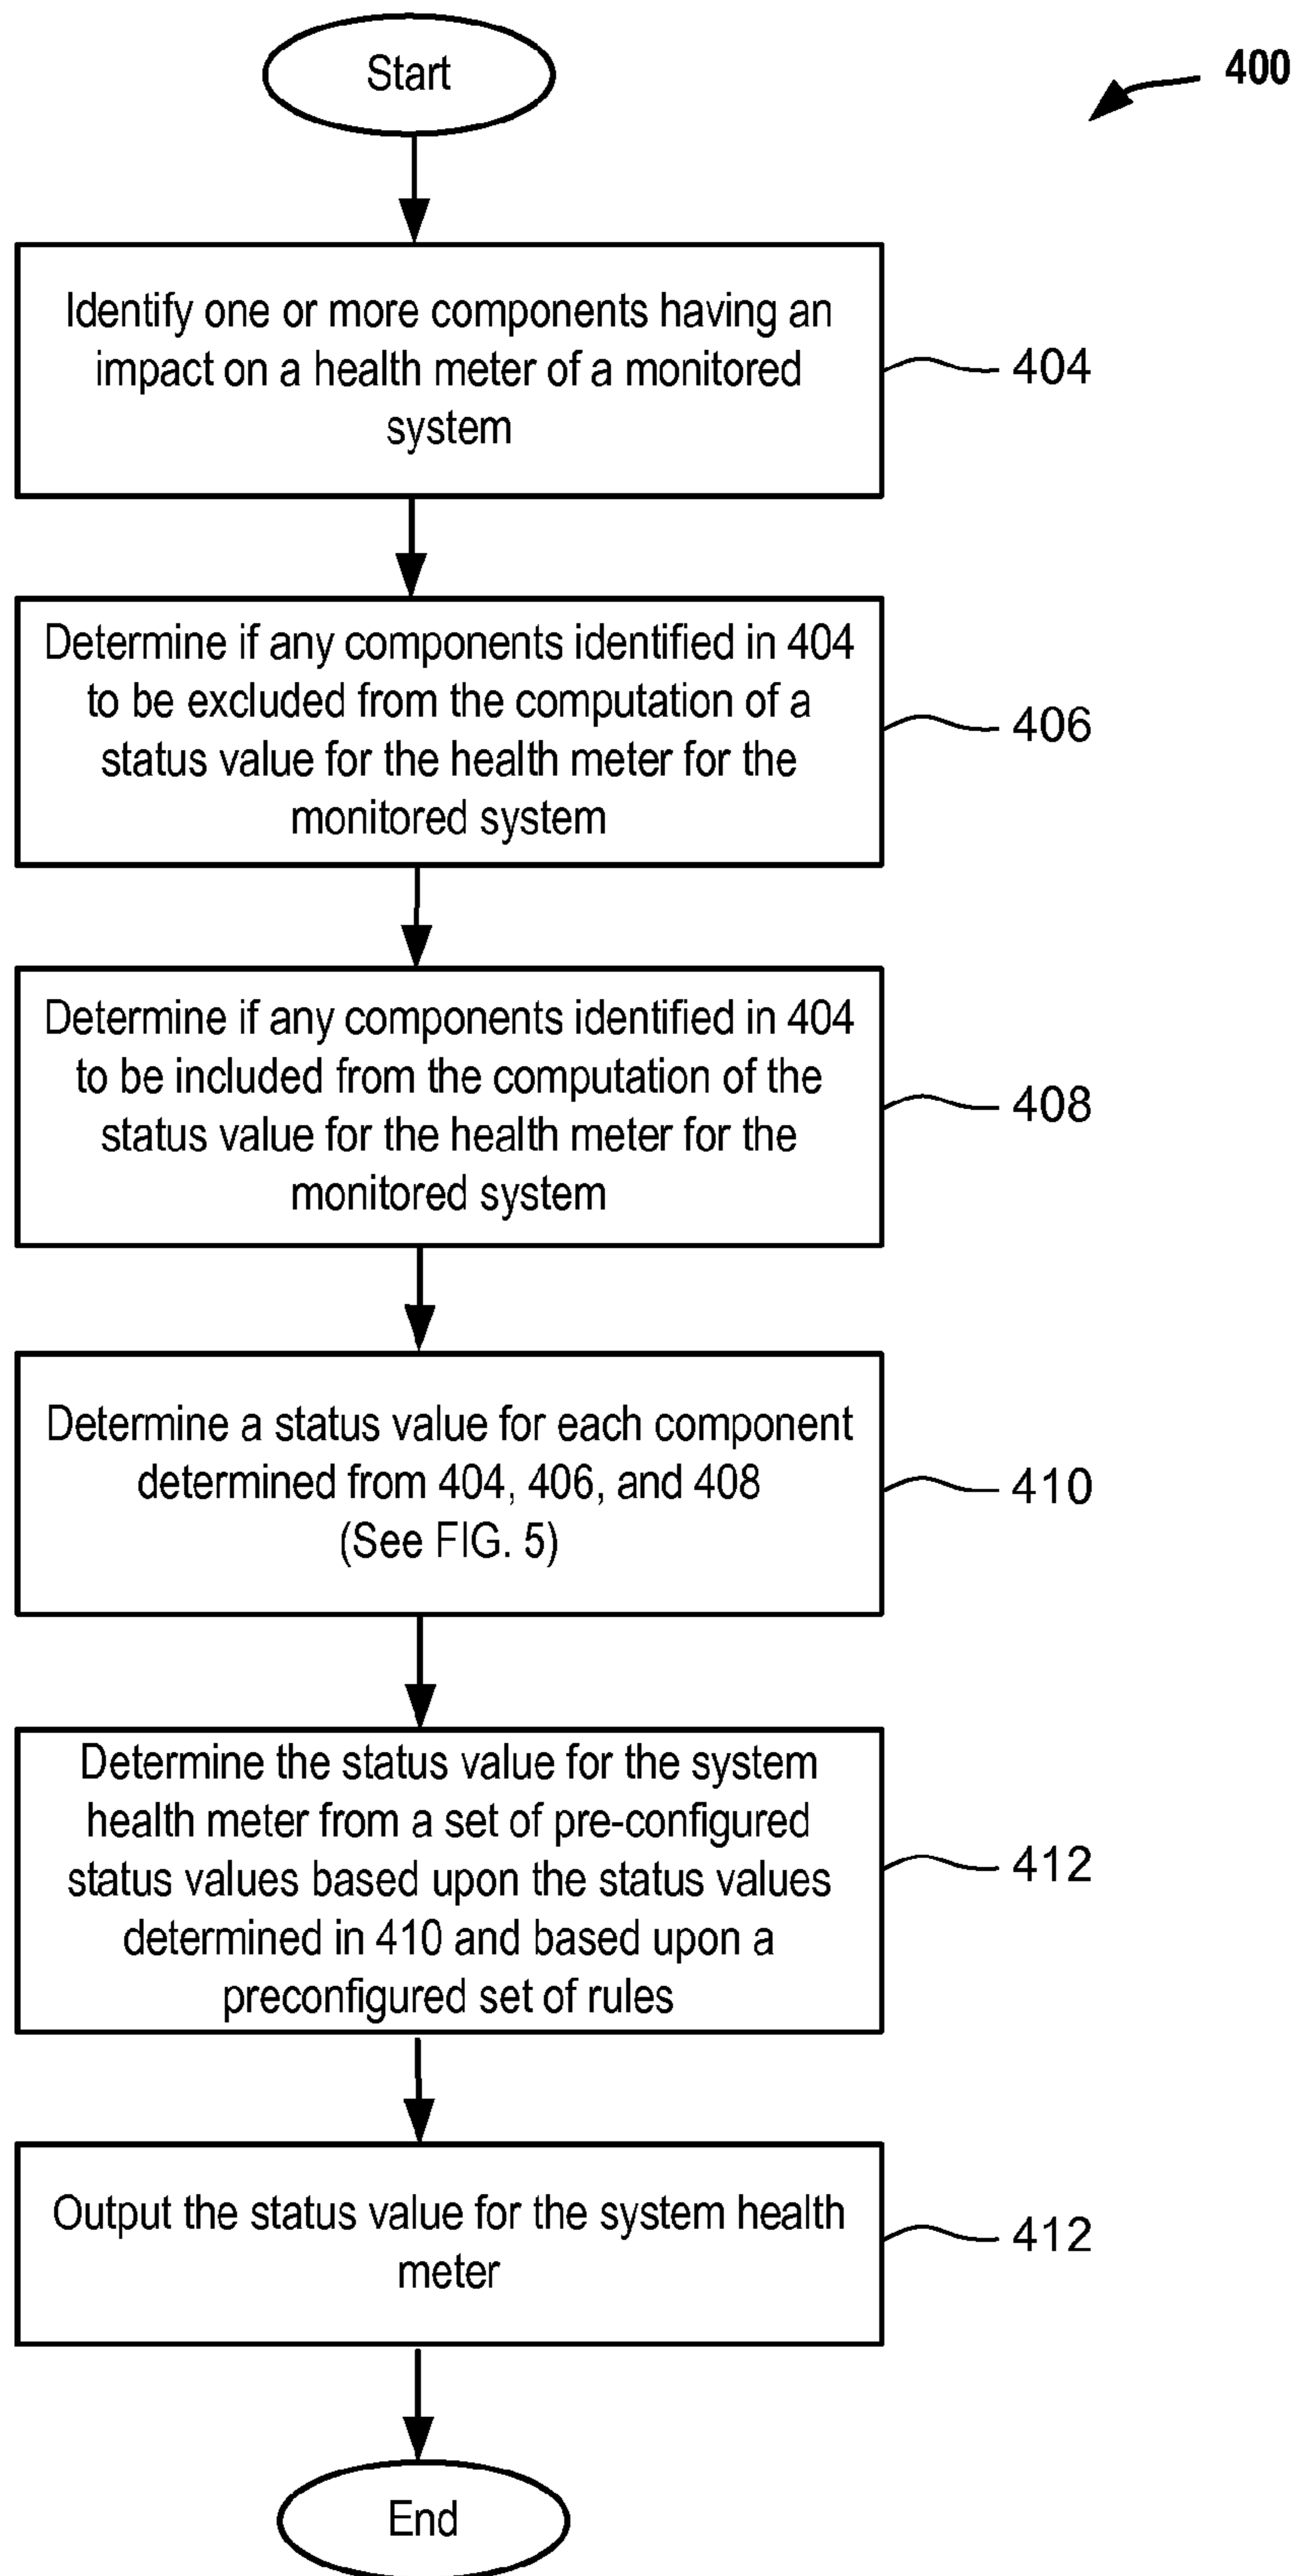 Start
400
Identify one or more components having an
impact on a health meter of a monitored
system
404
Determine if any components identified in 404
to be excluded from the computation of a
status value for the health meter for the
monitored system
406
Determine if any components identified in 404
to be included from the computation of the
status value for the health meter for the
monitored system
408
Determine a status value for each component
determined from 404, 406, and 408
(See FIG. 5)
410
Determine the status value for the system
health meter from a set of pre-configured
status values based upon the status values
determined in 410 and based upon a
preconfigured set of rules
412
Output the status value for the system health
meter
412
End